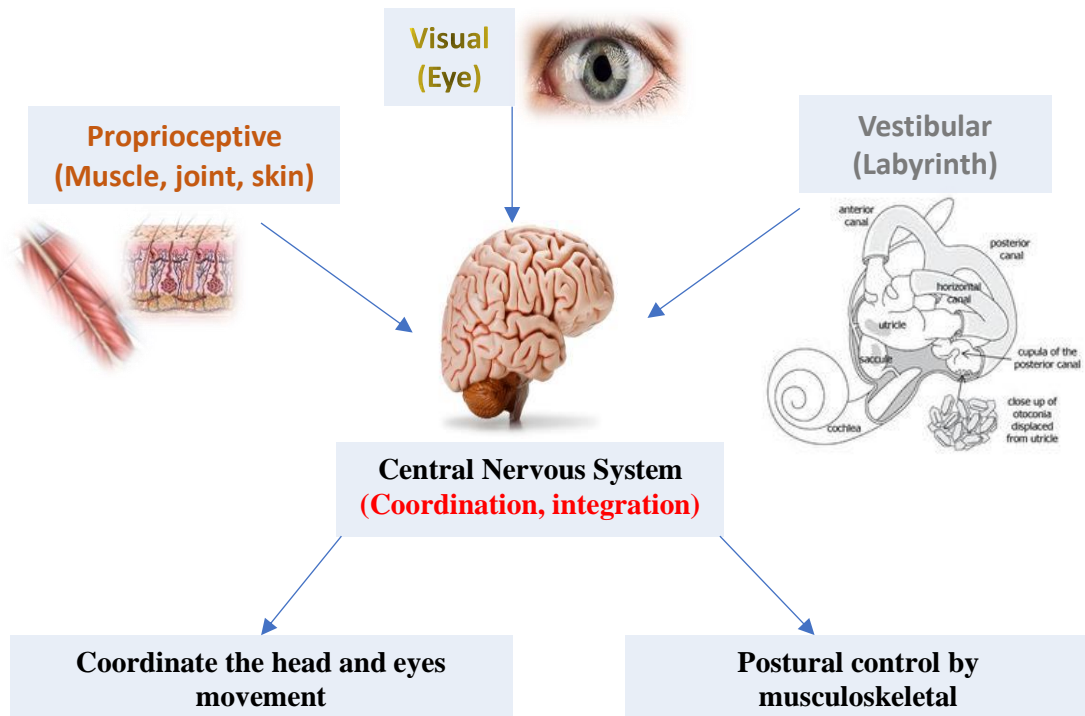 Visual
(Eye)
Proprioceptive
(Muscle, joint, skin)
Vestibular
(Labyrinth)
anterior
canal
posterior
canal
horizontal
canal
utricle
saccule
cupula of the
posterior canal
cochlea
close up of
otoconia
displaced
from utricle
Central Nervous System
(Coordination, integration)
Coordinate the head and eyes
movement
Postural control by
musculoskeletal